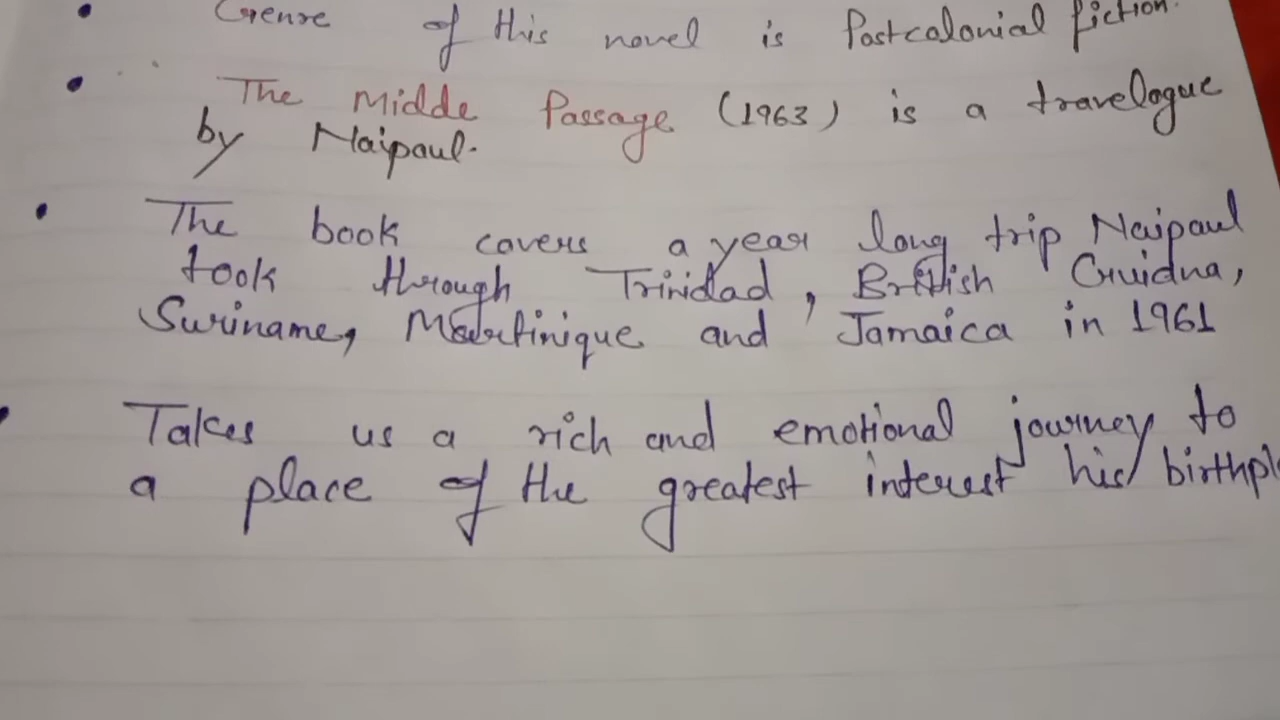 Genre of this novel is Postcolonial fiction.
The Midde Passage (1963) is a travelogue
by Naipaul.
The book covers a year long trip Naipaul
took through Trinidad, British Guidna,
Suriname, Martinique and Jamaica in 1961
Takes us a rich and emotional journey to
a place of the greatest interest his birthpl